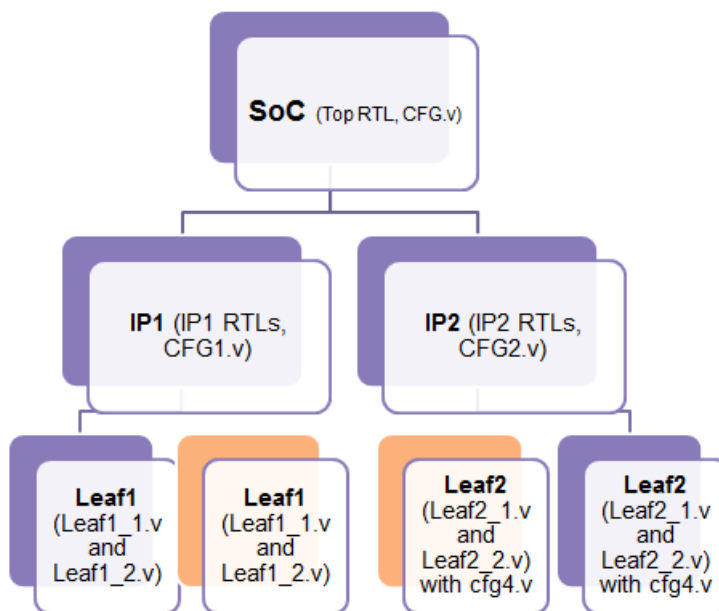 SoC (Top RTL, CFG.v)
IP1 (IP1 RTLs,
CFG1.v)
IP2 (IP2 RTLs,
CFG2.v)
Leaf1
(Leaf1_1.v
and
Leaf1_2.v)
Leaf1
(Leaf1_1.v
and
Leaf1_2.v)
Leaf2
(Leaf2_1.v
and
Leaf2_2.v)
with cfg4.v
Leaf2
(Leaf2_1.v
and
Leaf2_2.v)
with cfg4.v